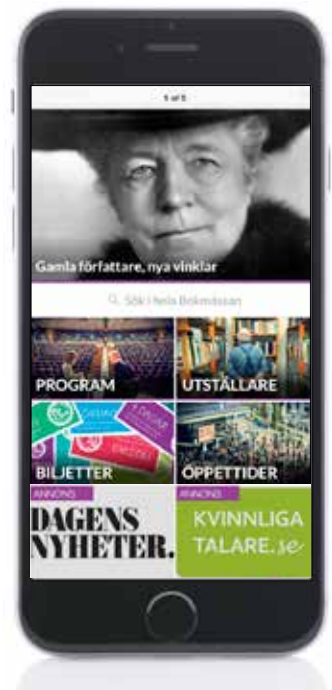 1 of 5
Gamla författare, nya vinklar
Sök i hela Bokmässan
PROGRAM
UTSTÄLLARE
BILJETTER
ÖPPETTIDER
ANNONS
ANNONS
DAGENS
NYHETER.
KVINNLIGA
TALARE.se